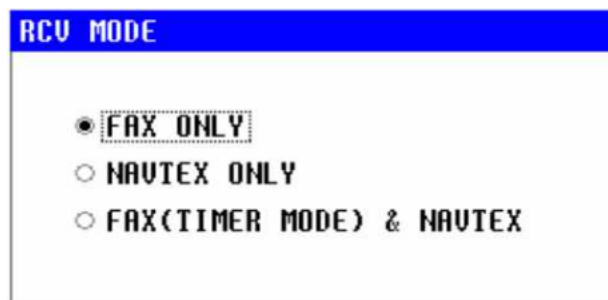 RCV MODE
FAX ONLY
NAVTEX ONLY
FAX(TIMER MODE) & NAVTEX